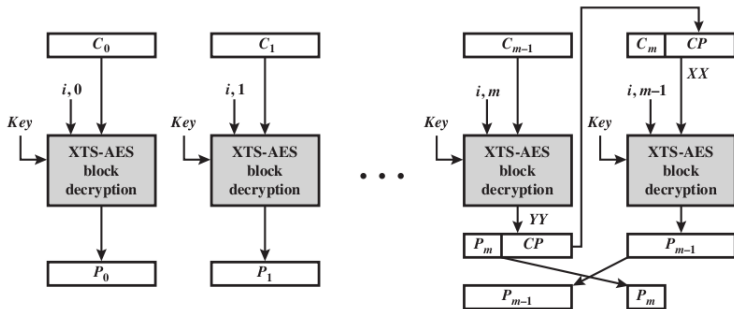 C₀ C₁ Cₘ₋₁ Cₘ CP
XX
i, 0 i, 1 i, m i, m–1
Key Key Key Key
XTS-AES XTS-AES XTS-AES XTS-AES
block block block block
decryption decryption • • • decryption decryption
YY
Pₘ CP Pₘ₋₁
P₀ P₁
Pₘ₋₁ Pₘ